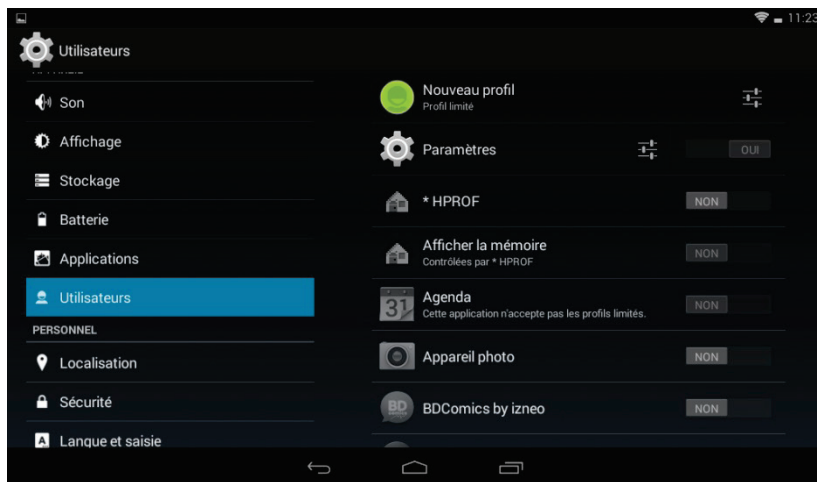 11:23
Utilisateurs
Son
Affichage
Stockage
Batterie
Applications
Utilisateurs
PERSONNEL
Localisation
Sécurité
A Langue et saisie
Nouveau profil
Profil limité
Paramètres
OUI
* HPROF
NON
Afficher la mémoire
Contrôlées par * HPROF
NON
31
Agenda
Cette application n'accepte pas les profils limités.
NON
Appareil photo
NON
BD
BDComics by izneo
NON